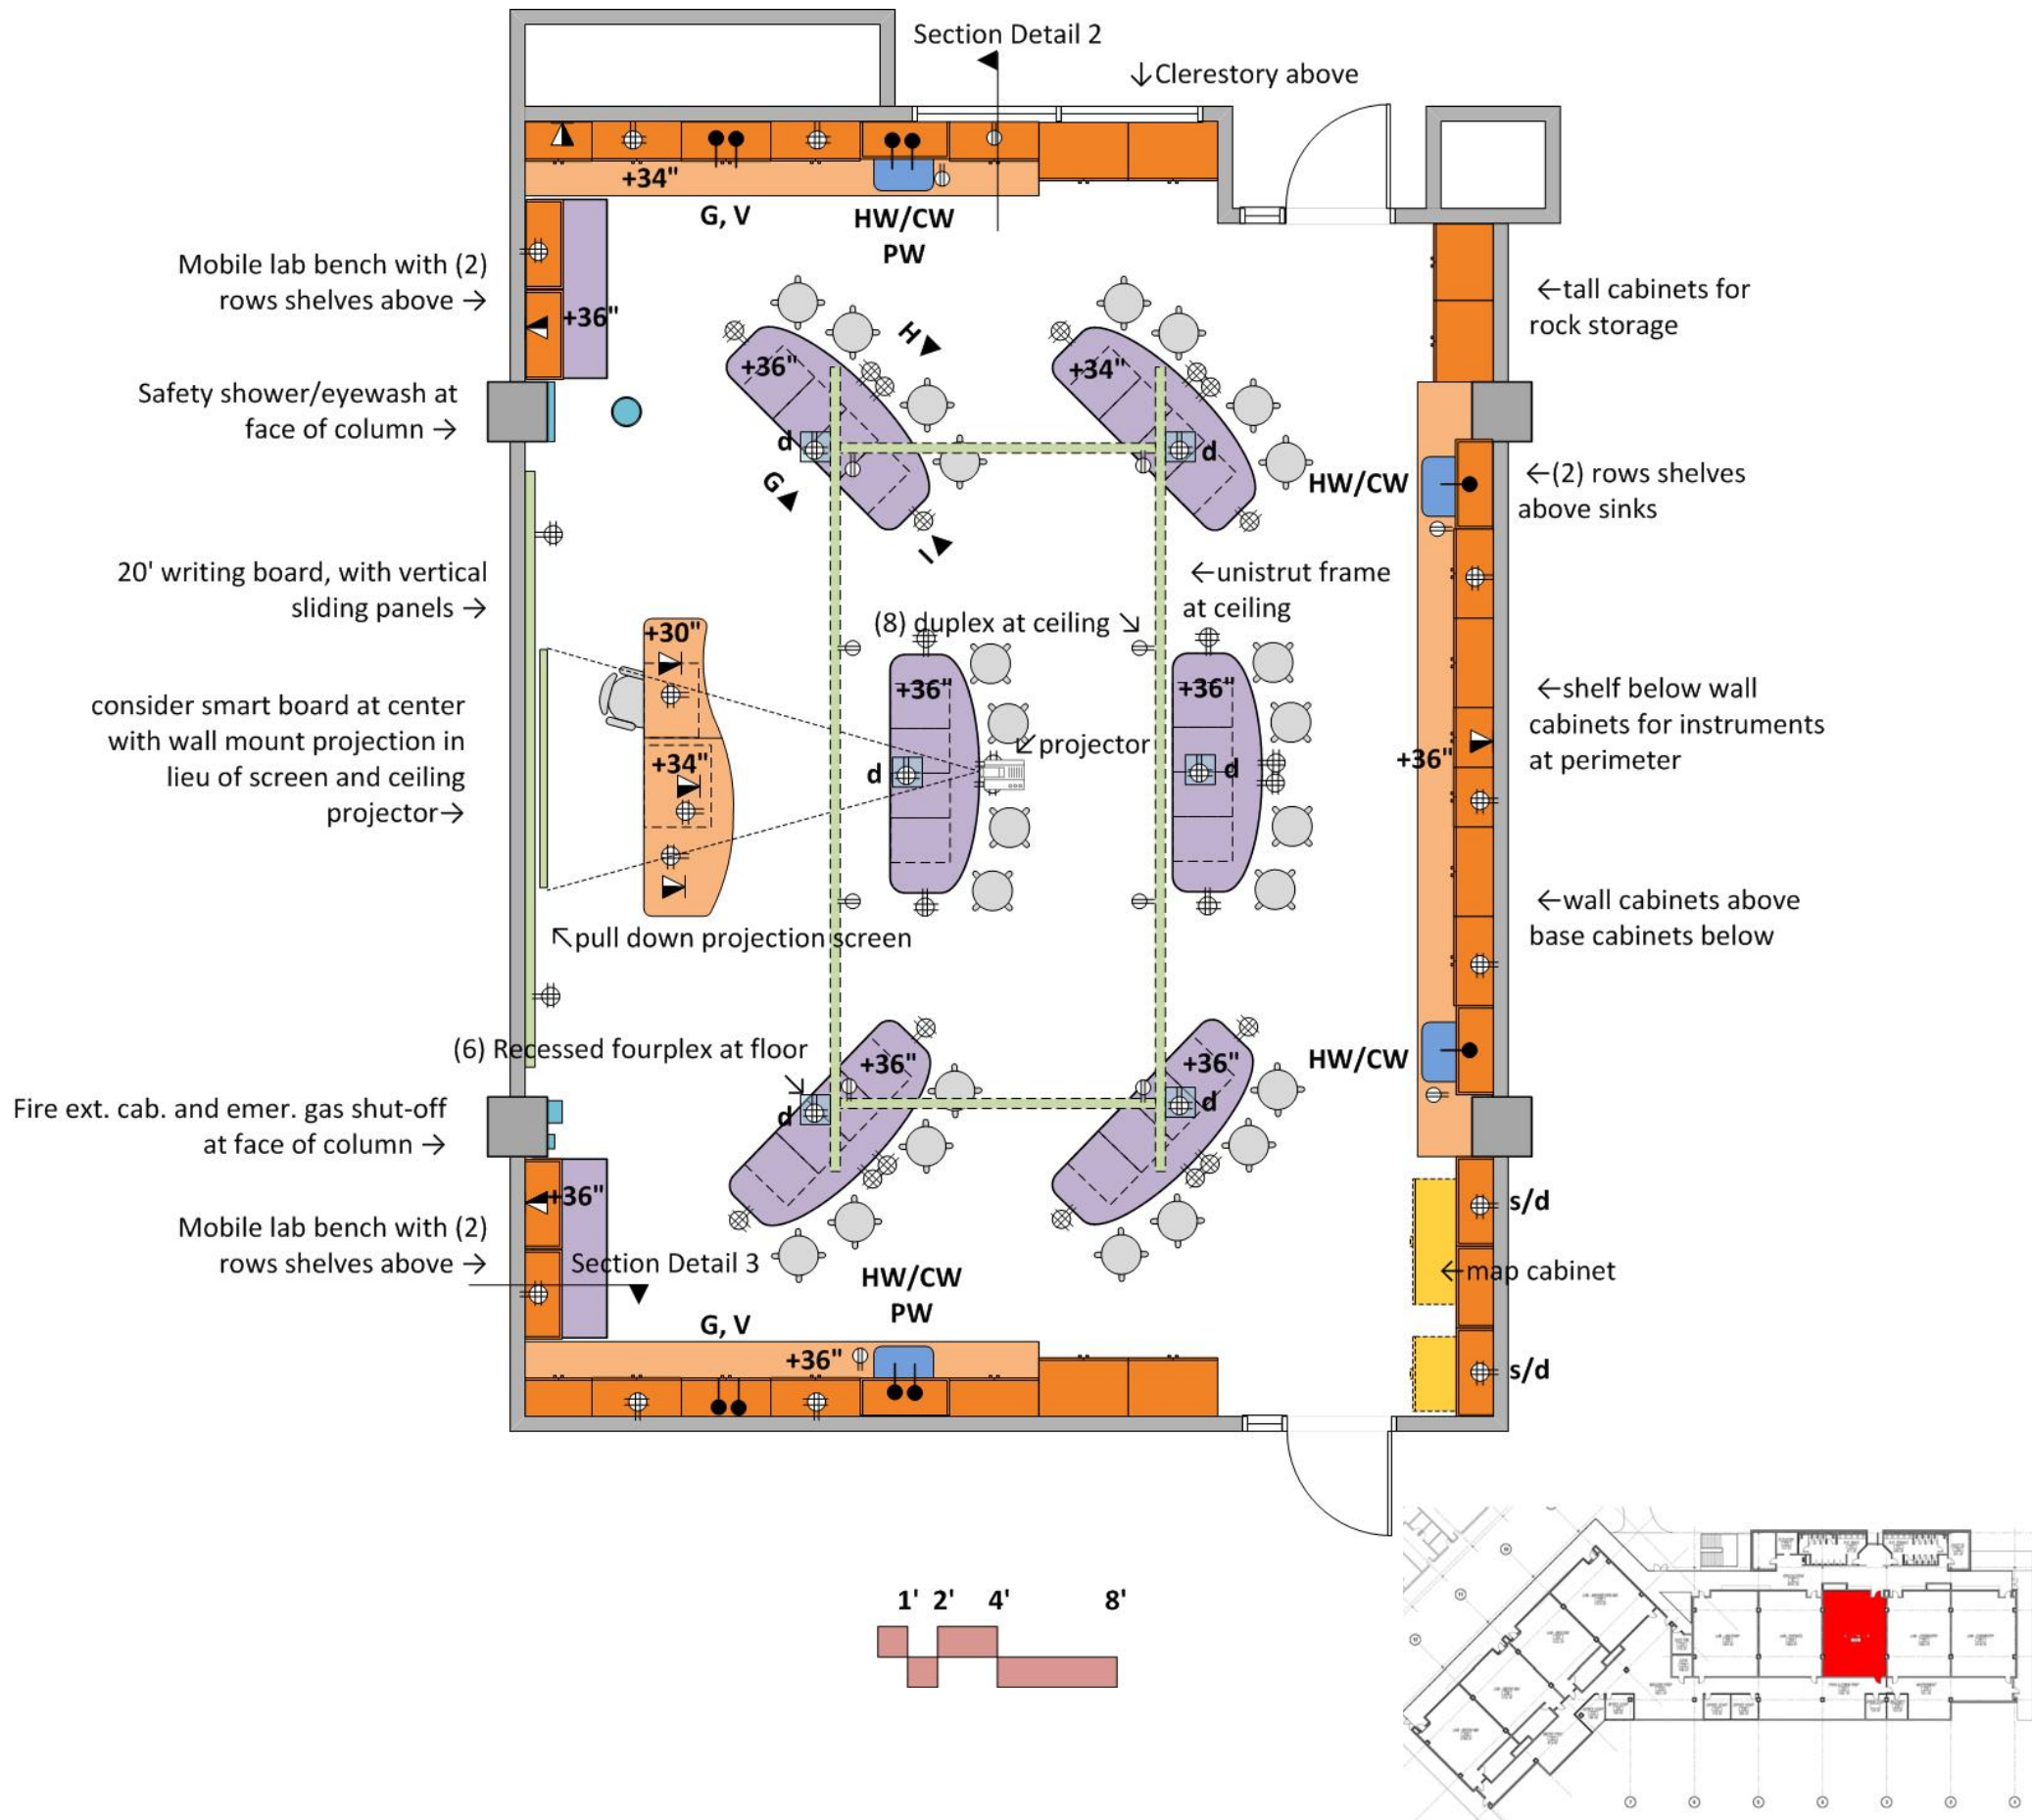 Section Detail 2
↓Clerestory above
+34"
G, V
HW/CW
PW
Mobile lab bench with (2)
rows shelves above →
+36"
←tall cabinets for
rock storage
H
+36"
+34"
Safety shower/eyewash at
face of column →
d
d
G
I
HW/CW
←(2) rows shelves
above sinks
20' writing board, with vertical
sliding panels →
←unistrut frame
at ceiling
(8) duplex at ceiling ↘
+30"
+36"
+36"
consider smart board at center
with wall mount projection in
lieu of screen and ceiling
projector→
+34"
↙projector
d
d
+36"
←shelf below wall
cabinets for instruments
at perimeter
←wall cabinets above
base cabinets below
↖pull down projection screen
(6) Recessed fourplex at floor
+36"
+36"
HW/CW
d
d
Fire ext. cab. and emer. gas shut-off
at face of column →
+36"
s/d
Mobile lab bench with (2)
rows shelves above →
Section Detail 3
HW/CW
PW
←map cabinet
G, V
+36"
s/d
1' 2' 4' 8'